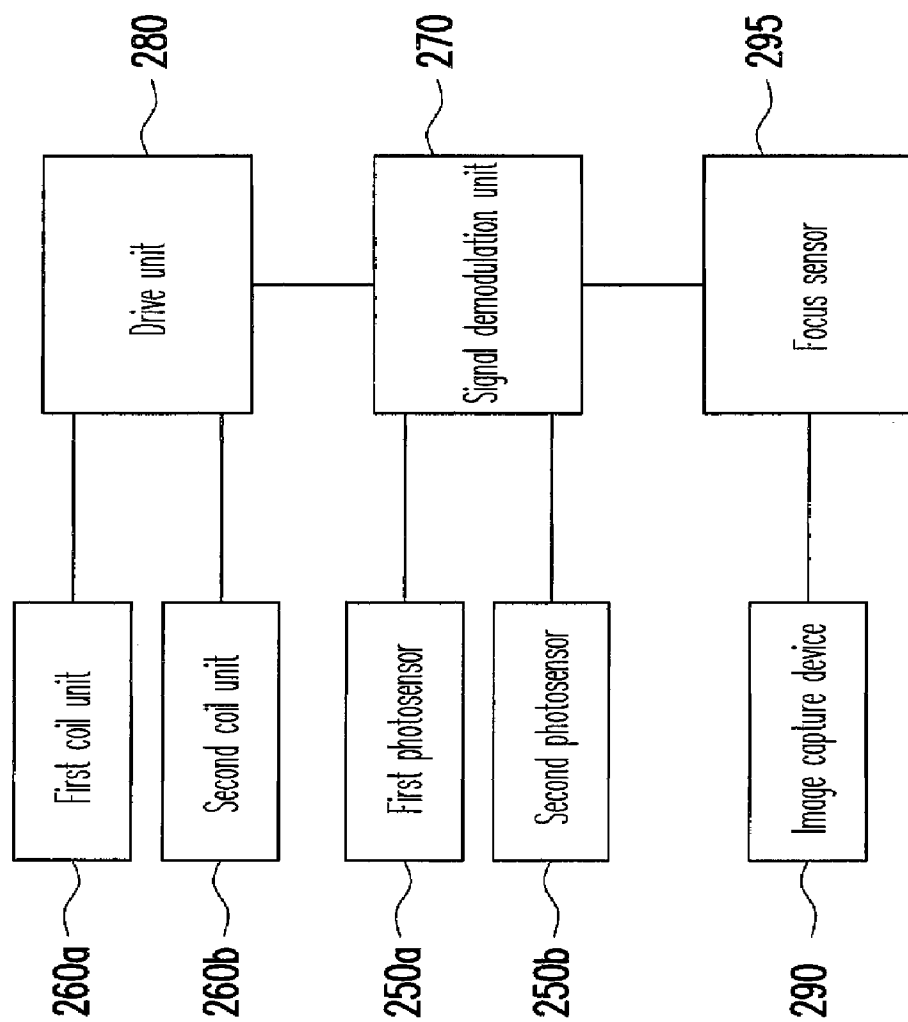 280
Drive unit
270
Signal demodulation unit
295
Focus sensor
First coil unit
260a
Second coil unit
260b
First photosensor
250a
Second photosensor
250b
Image capture device
290